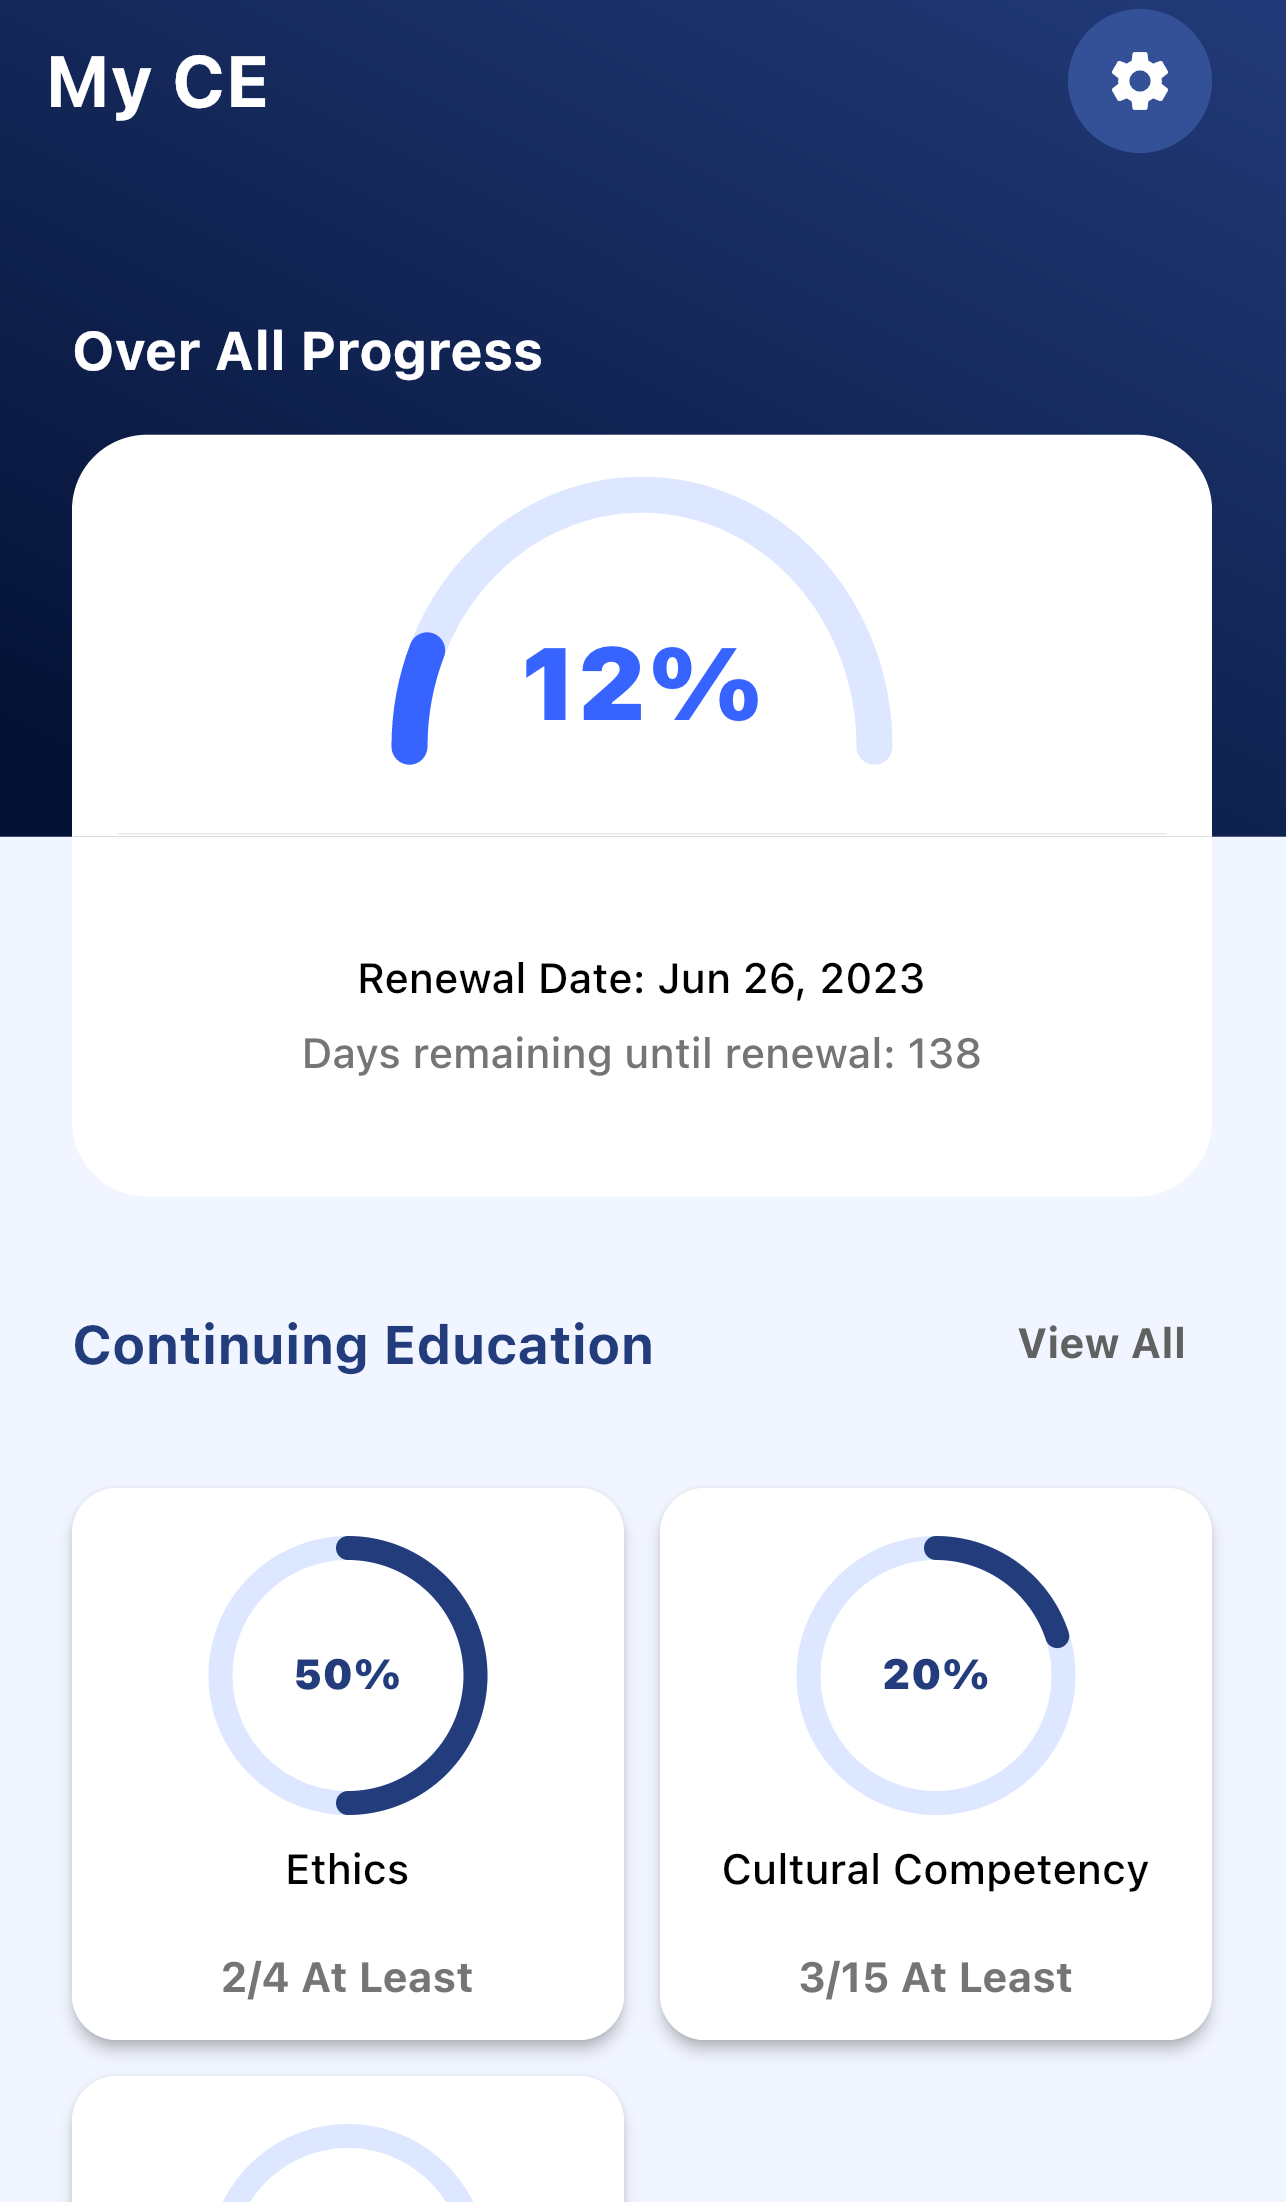 My CE
Over All Progress
12%
Renewal Date: Jun 26, 2023
Days remaining until renewal: 138
Continuing Education
View All
50%
Ethics
2/4 At Least
20%
Cultural Competency
3/15 At Least